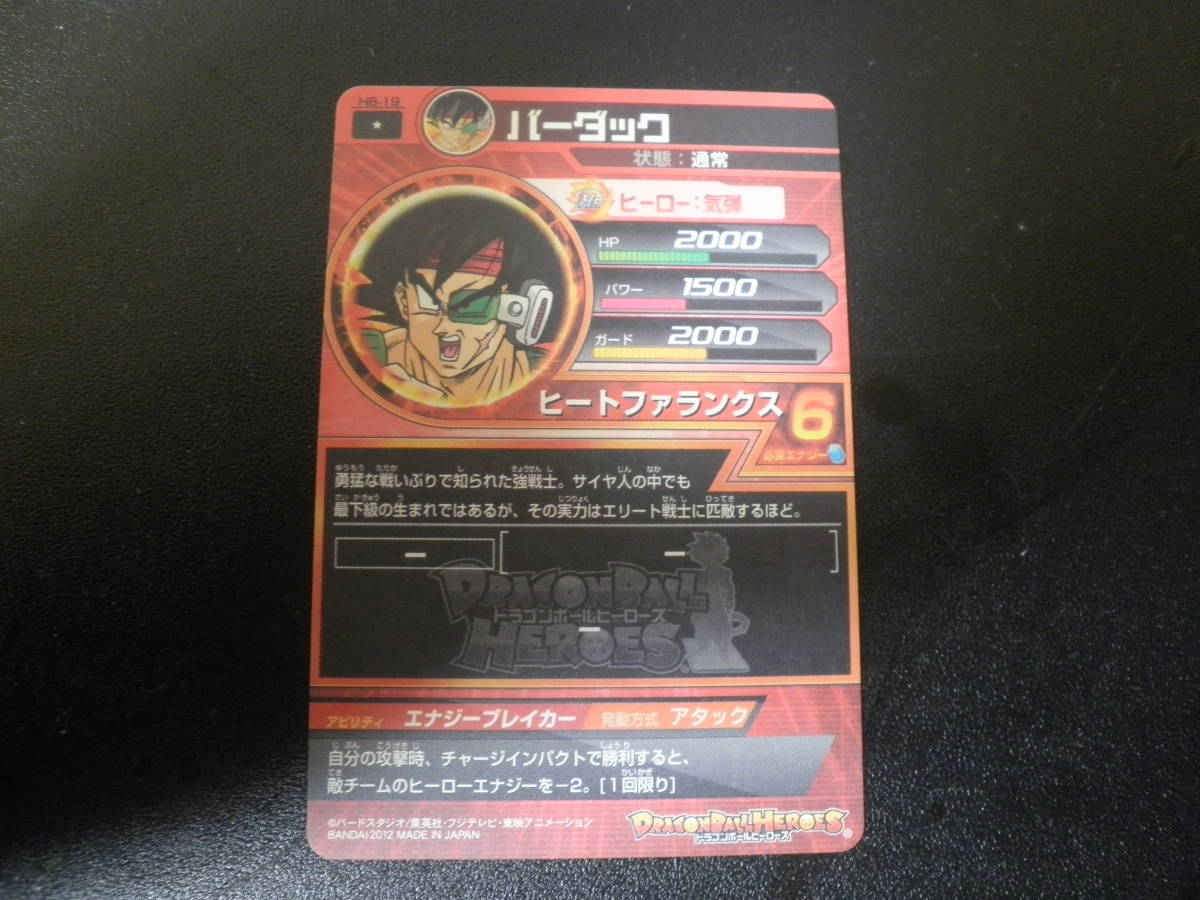 H8-19
★
バーダック
状態：通常
HR
ヒーロー：気弾
HP 2000
パワー 1500
ガード 2000
ヒートファランクス
6
必要エナジー
勇猛な戦いぶりで知られた強戦士。サイヤ人の中でも
最下級の生まれではあるが、その実力はエリート戦士に匹敵するほど。
ー
ー
DRAGON BALL
ドラゴンボールヒーローズ
HEROES
ー
アビリティ エナジーブレイカー 発動方式 アタック
自分の攻撃時、チャージインパクトで勝利すると、
敵チームのヒーローエナジーを－2。[1回限り]
©バードスタジオ/集英社・フジテレビ・東映アニメーション
BANDAI 2012 MADE IN JAPAN
DRAGON BALL HEROES®
ドラゴンボールヒーローズ